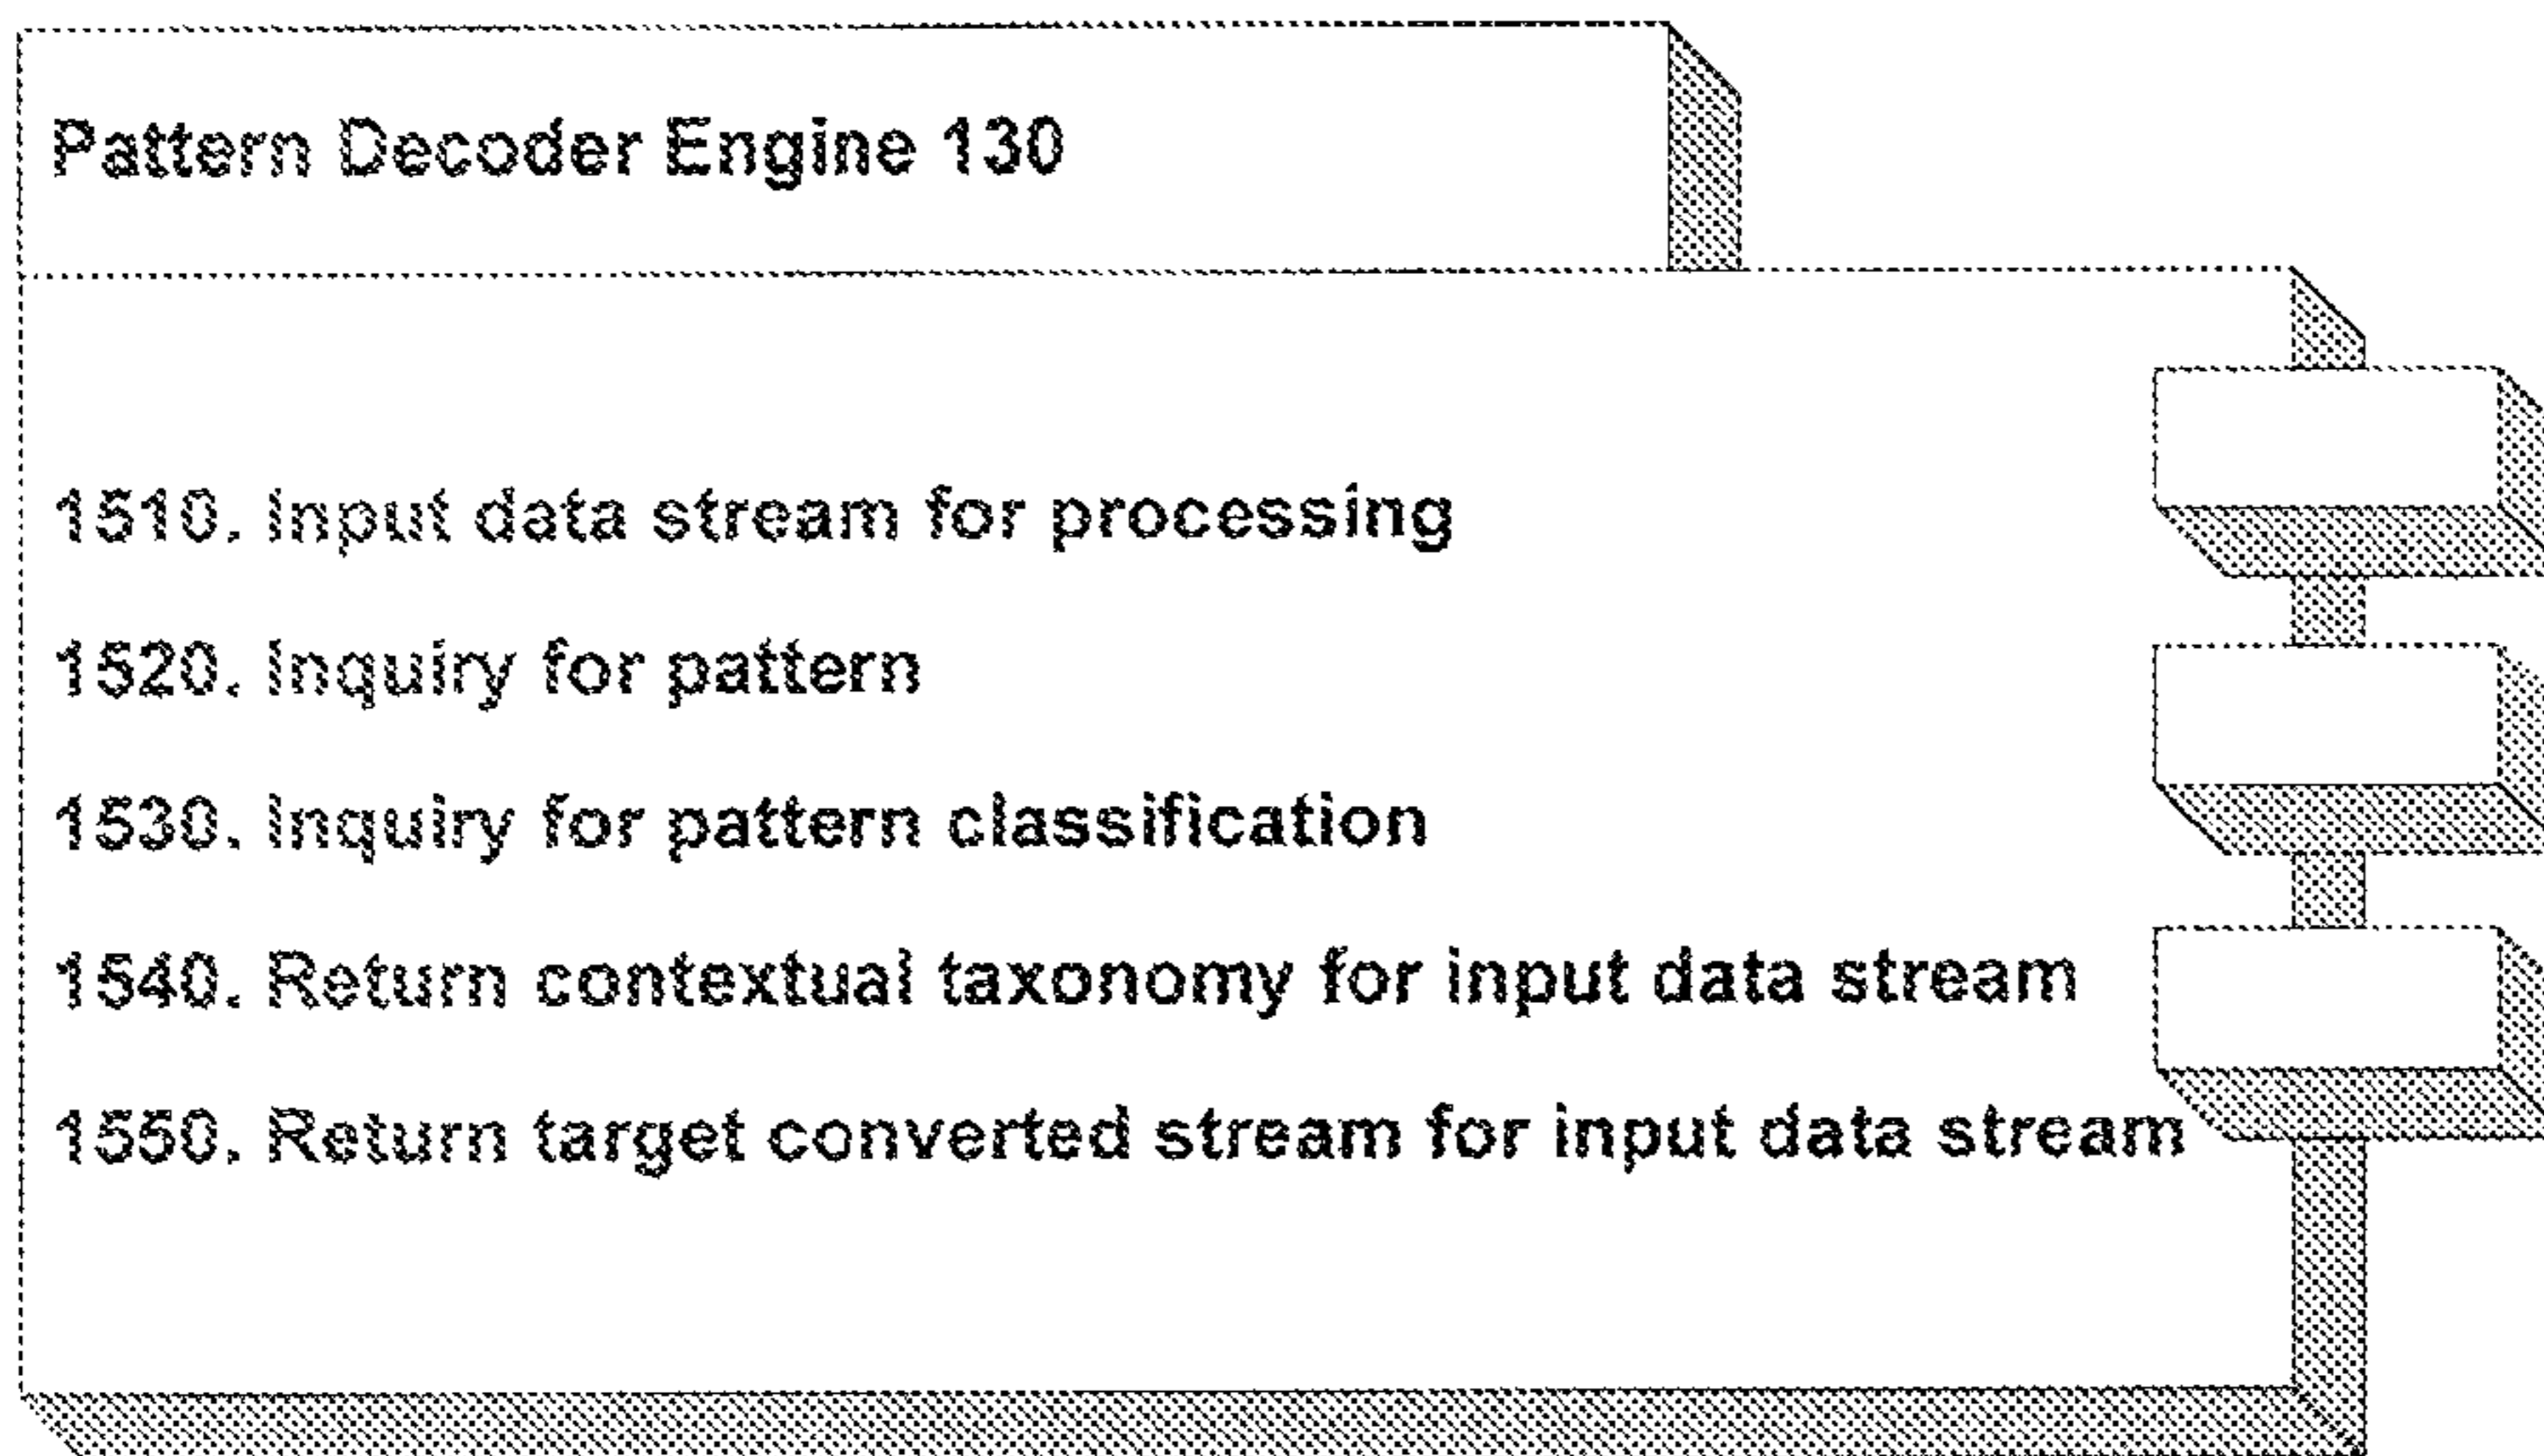 Pattern Decoder Engine 130
1510. Input data stream for processing
1520. Inquiry for pattern
1530. Inquiry for pattern classification
1540. Return contextual taxonomy for input data stream
1550. Return target converted stream for input data stream